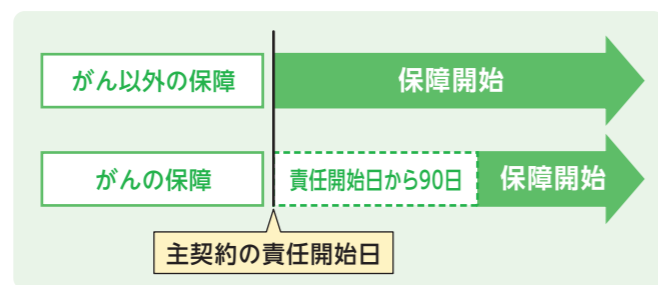 がん以外の保障
保障開始
がんの保障
責任開始日から90日
保障開始
主契約の責任開始日